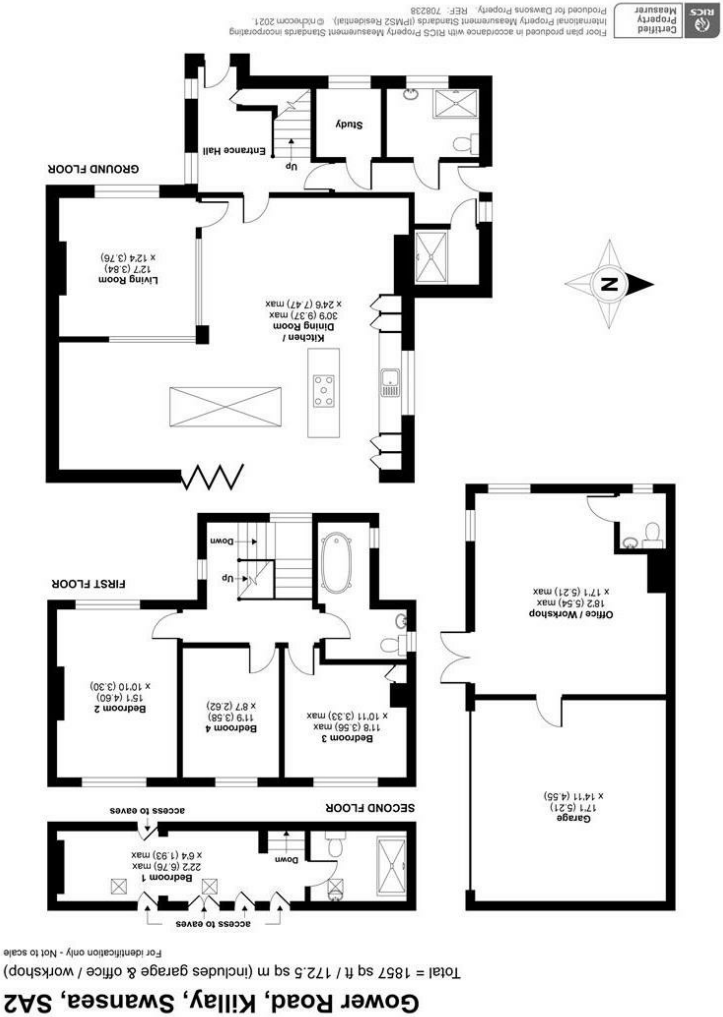 Gower Road, Killay, Swansea, SA2
Total = 1857 sq ft / 172.5 sq m (includes garage & office / workshop)
For identification only - Not to scale
access to eaves
Bedroom 1
22'2 (6.76) max
x 6'4 (1.93) max
Down
access to eaves
SECOND FLOOR
Garage
17'1 (5.21)
x 14'11 (4.55)
Bedroom 3
11'8 (3.56) max
x 10'11 (3.33) max
Bedroom 4
11'9 (3.58)
x 8'7 (2.62)
Bedroom 2
15'1 (4.60)
x 10'10 (3.30)
Up
Down
FIRST FLOOR
Office / Workshop
18'2 (5.54) max
x 17'1 (5.21) max
Kitchen /
Dining Room
30'9 (9.37) max
x 24'6 (7.47) max
Living Room
12'7 (3.84)
x 12'4 (3.76)
N
GROUND FLOOR
Entrance Hall
Up
Study
RICS
Certified
Property
Measurer
Floor plan produced in accordance with RICS Property Measurement Standards incorporating
International Property Measurement Standards (IPMS2 Residential). © nichecom 2021.
Produced for Dawsons Property. REF: 708238